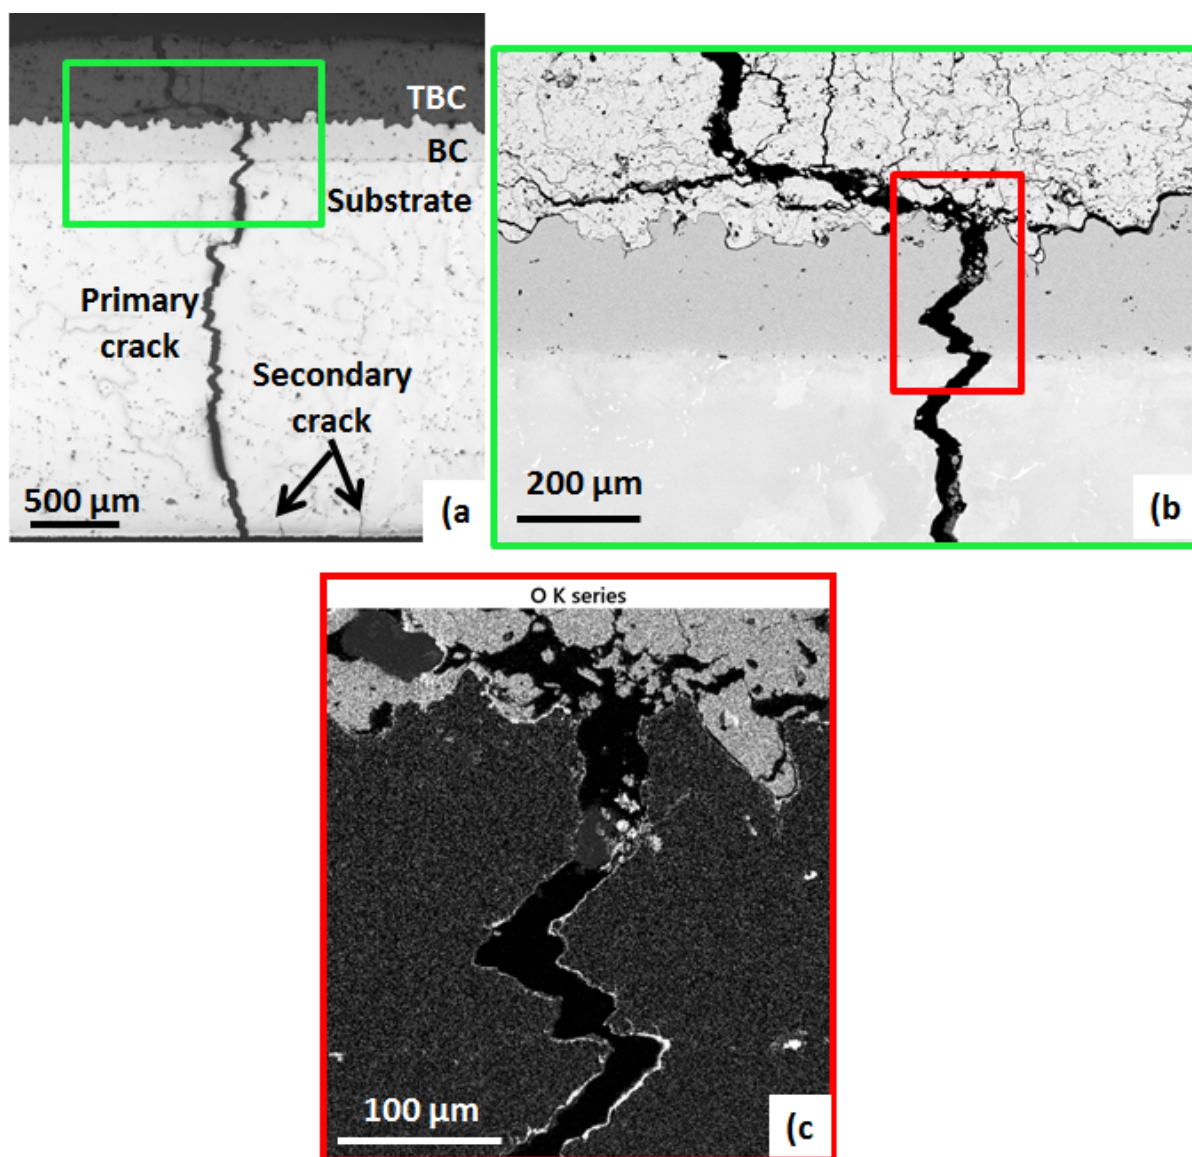 TBC
BC
Substrate
Primary
crack
Secondary
crack
500 µm
(a
200 µm
(b
O K series
100 µm
(c